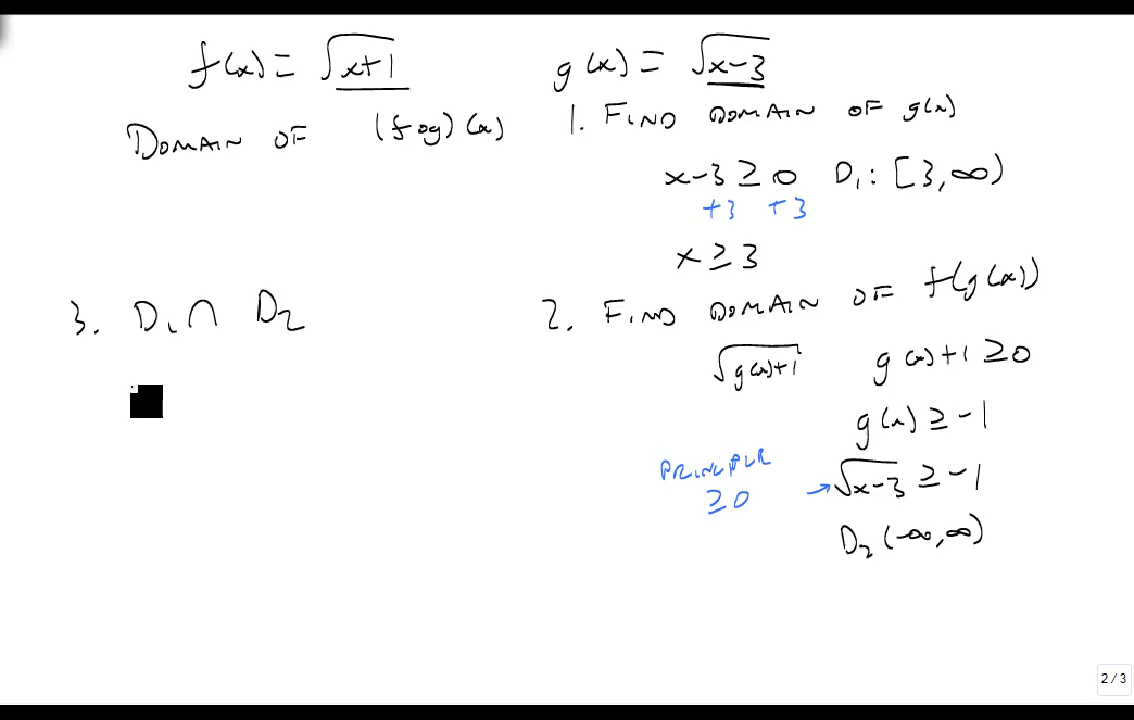 f(x) = √x+1
g(x) = √x-3
DOMAIN OF (fog)(x)
1. FIND DOMAIN OF g(x)
x-3 ≥ 0 D₁: [3,∞)
+3 +3
x ≥ 3
2. FIND DOMAIN OF f(g(x))
√g(x)+1 g(x)+1 ≥0
g(x) ≥ -1
PRINCIPLE
≥0
→√x-3 ≥ -1
D₂ (-∞,∞)
3. D₁ ∩ D₂
2 / 3